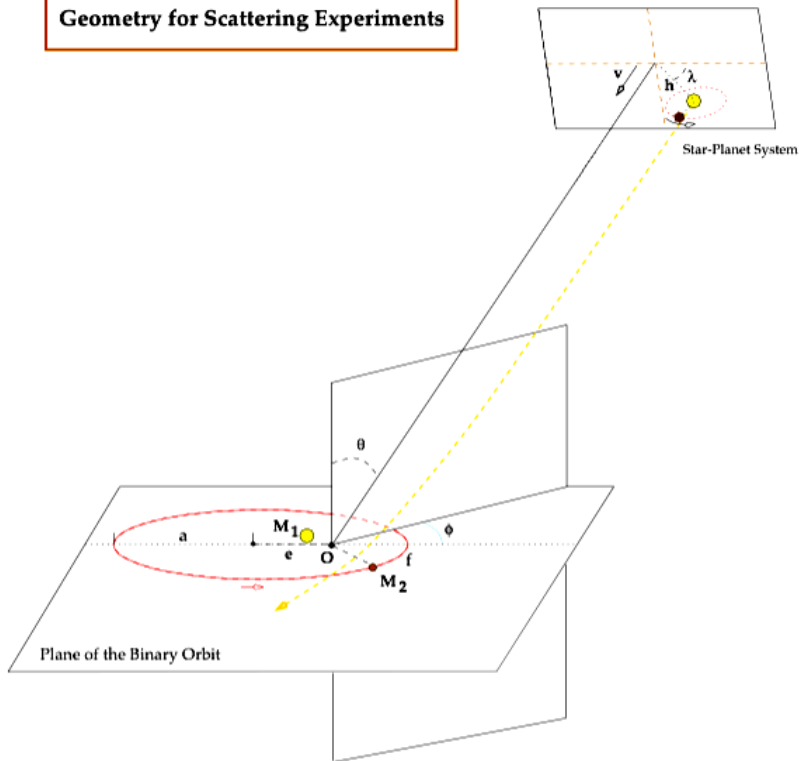 Geometry for Scattering Experiments
v
h
λ
Star-Planet System
θ
M1
a
e
O
f
φ
M2
Plane of the Binary Orbit